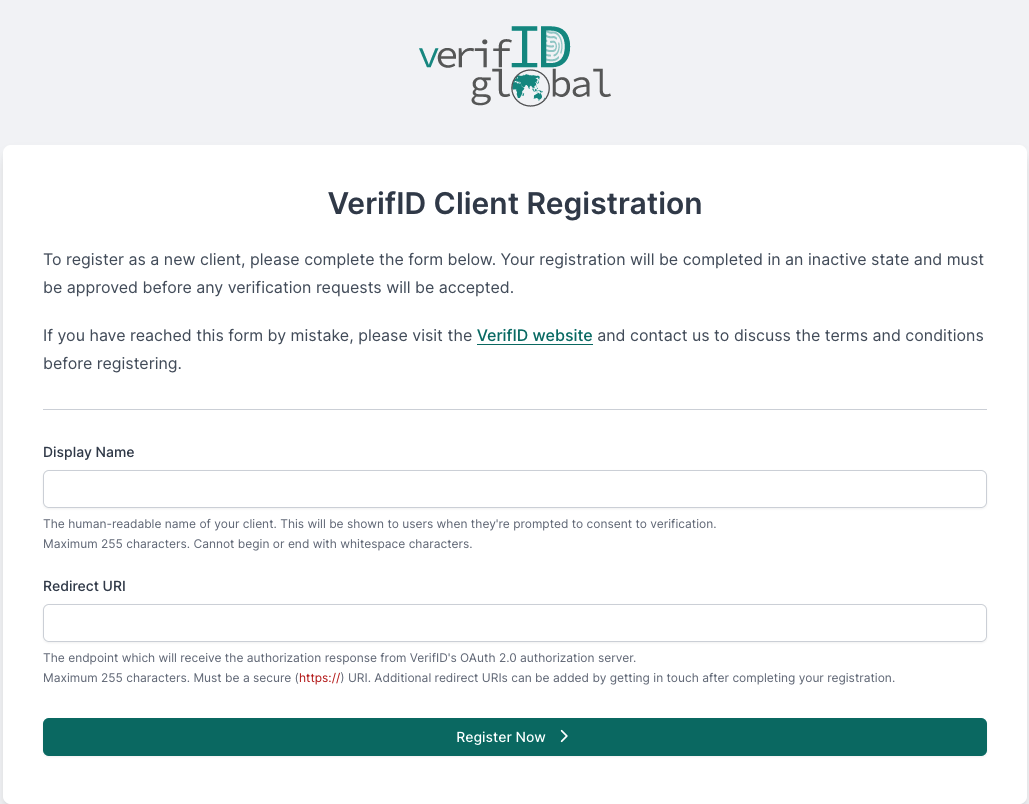 verifID
global
VerifID Client Registration
To register as a new client, please complete the form below. Your registration will be completed in an inactive state and must
be approved before any verification requests will be accepted.
If you have reached this form by mistake, please visit the VerifID website and contact us to discuss the terms and conditions
before registering.
Display Name
The human-readable name of your client. This will be shown to users when they're prompted to consent to verification.
Maximum 255 characters. Cannot begin or end with whitespace characters.
Redirect URI
The endpoint which will receive the authorization response from VerifID's OAuth 2.0 authorization server.
Maximum 255 characters. Must be a secure (https://) URI. Additional redirect URIs can be added by getting in touch after completing your registration.
Register Now